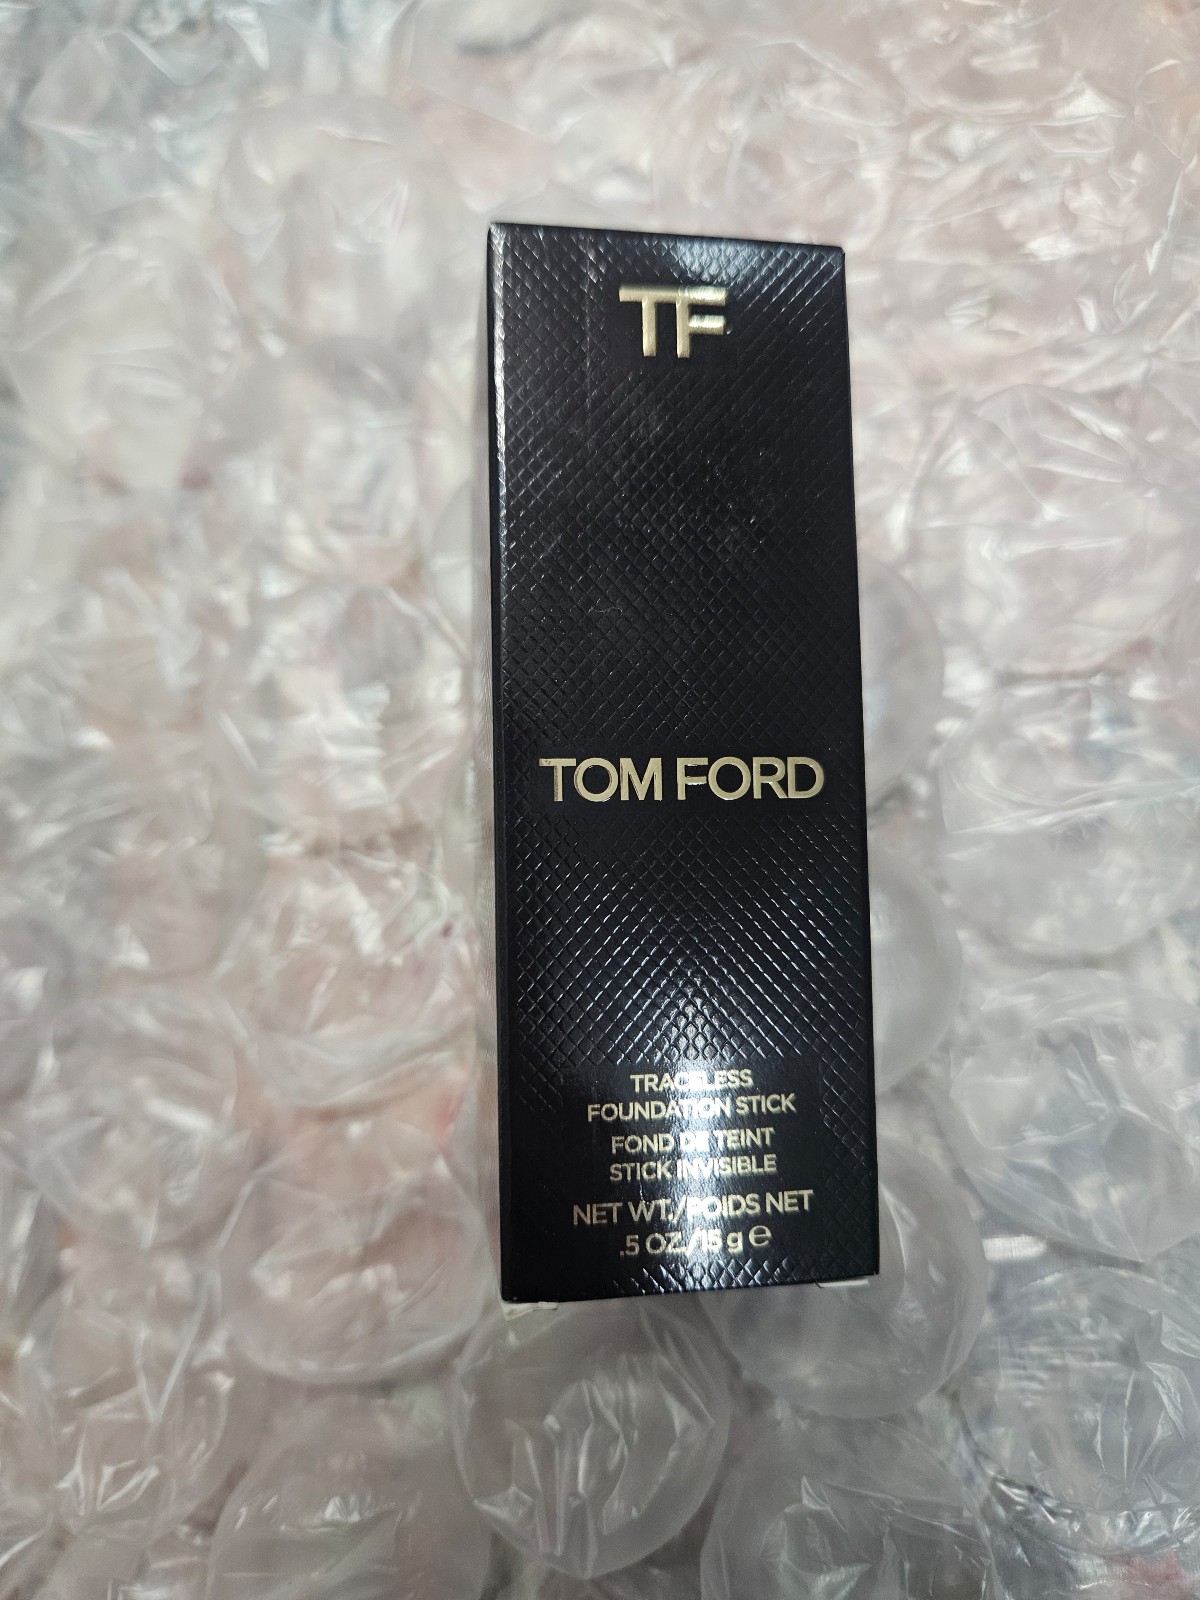 TF
TOM FORD
TRACELESS
FOUNDATION STICK
FOND DE TEINT
STICK INVISIBLE
NET WT./POIDS NET
.5 OZ./15 g ℮